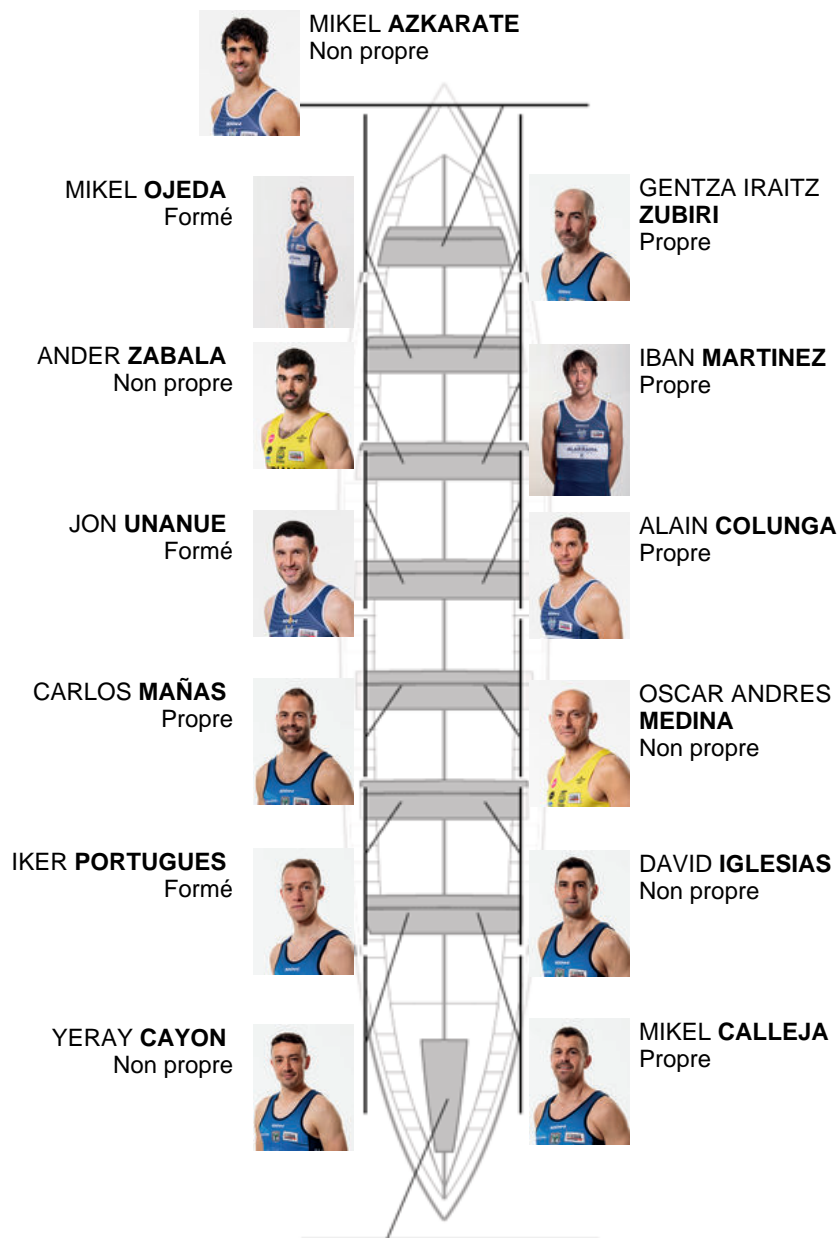 MIKEL AZKARATE
Non propre
MIKEL OJEDA
Formé
GENTZA IRAITZ
ZUBIRI
Propre
ANDER ZABALA
Non propre
IBAN MARTINEZ
Propre
JON UNANUE
Formé
ALAIN COLUNGA
Propre
CARLOS MAÑAS
Propre
OSCAR ANDRES
MEDINA
Non propre
IKER PORTUGUES
Formé
DAVID IGLESIAS
Non propre
YERAY CAYON
Non propre
MIKEL CALLEJA
Propre